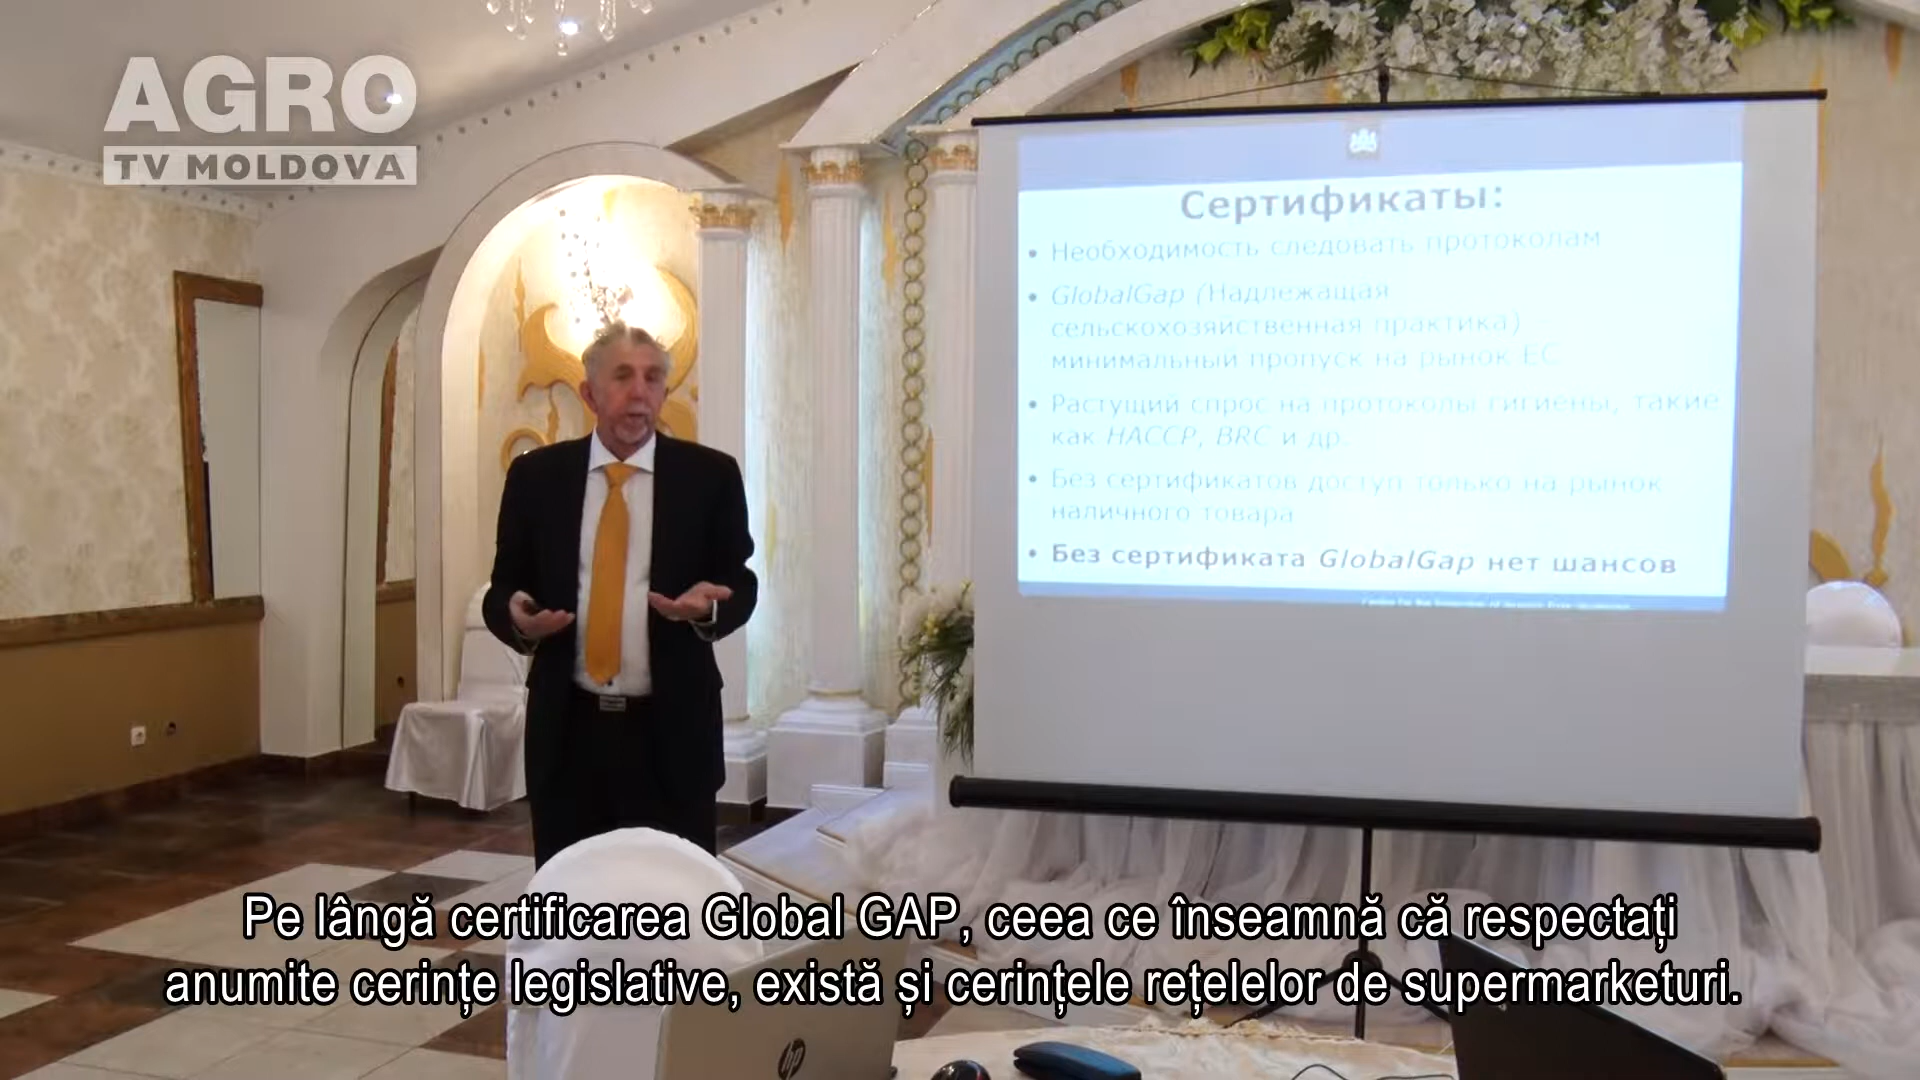 AGRO
TV MOLDOVA
Сертификаты:
• Необходимость следовать протоколам
• GlobalGap (Надлежащая
сельскохозяйственная практика) –
минимальный пропуск на рынок ЕС
• Растущий спрос на протоколы гигиены, такие
как HACCP, BRC и др.
• Без сертификатов доступ только на рынок
наличного товара
• Без сертификата GlobalGap нет шансов
hp
Pe lângă certificarea Global GAP, ceea ce înseamnă că respectați
anumite cerințe legislative, există și cerințele rețelelor de supermarketuri.